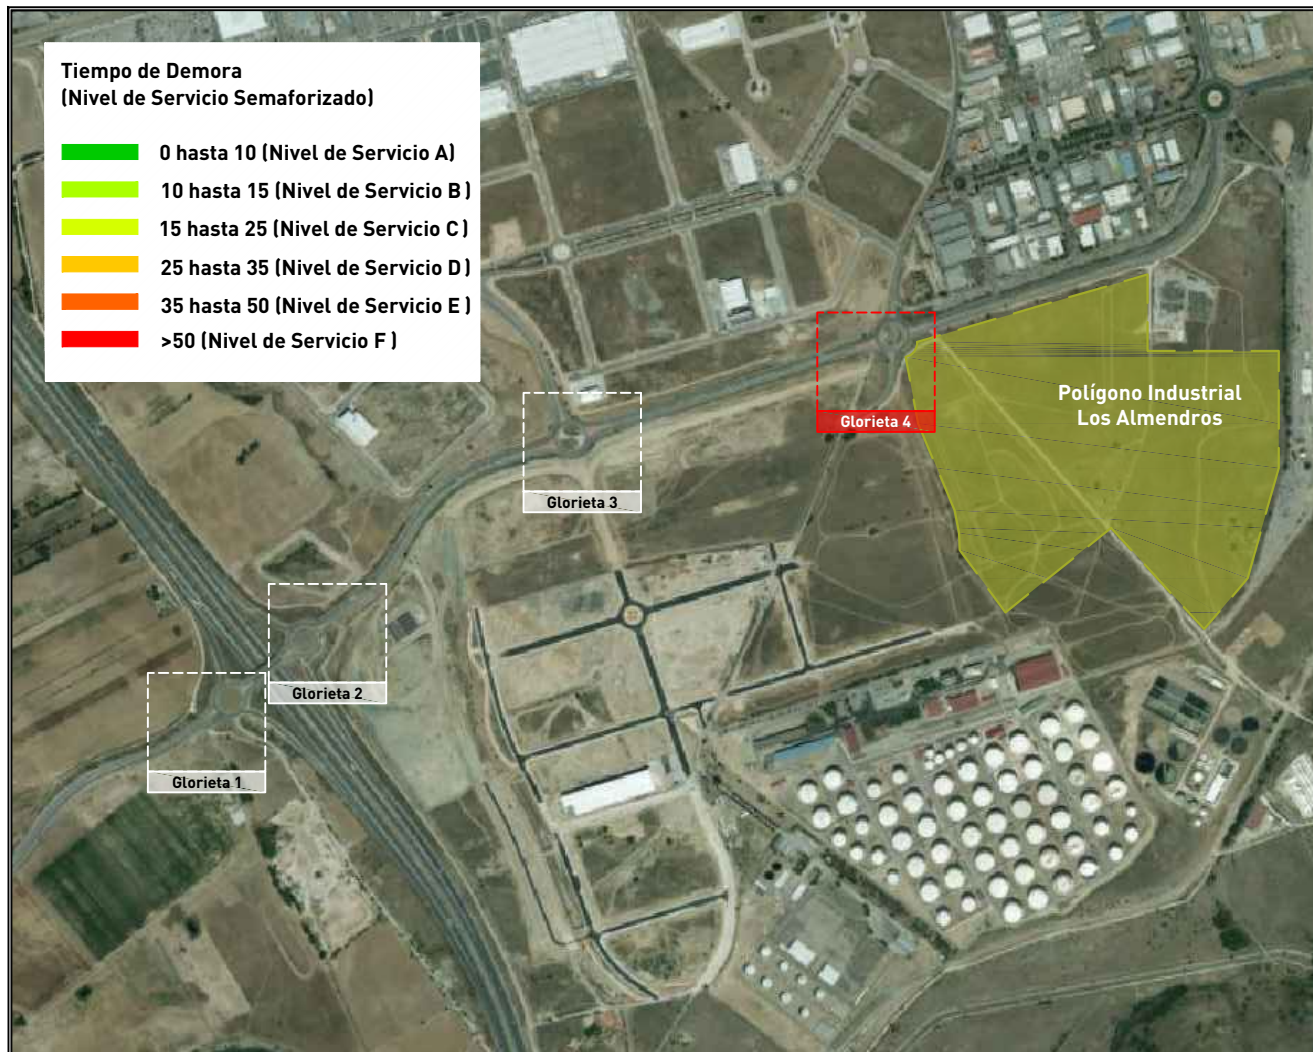 Tiempo de Demora
(Nivel de Servicio Semaforizado)
0 hasta 10 (Nivel de Servicio A)
10 hasta 15 (Nivel de Servicio B )
15 hasta 25 (Nivel de Servicio C )
25 hasta 35 (Nivel de Servicio D)
35 hasta 50 (Nivel de Servicio E )
>50 (Nivel de Servicio F )
Polígono Industrial
Los Almendros
Glorieta 4
Glorieta 3
Glorieta 2
Glorieta 1